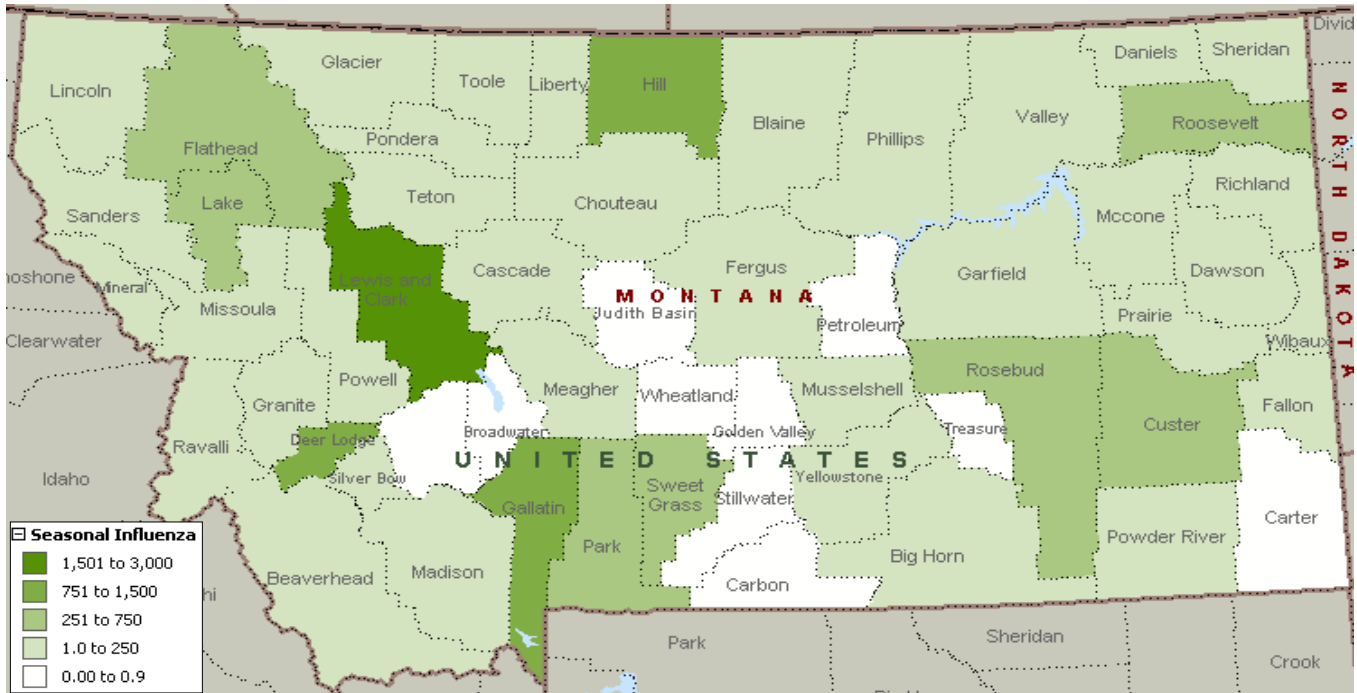 Divid
Daniels
Sheridan
Glacier
Toole
Liberty
Hill
Lincoln
Blaine
Phillips
Valley
Roosevelt
Pondera
Flathead
Richland
Teton
Lake
Chouteau
Sanders
Mccone
Cascade
Fergus
Garfield
Dawson
noshone
Mineral
Lewis and
Clark
Missoula
MONTANA
Judith Basin
Petroleum
Prairie
Clearwater
Wibaux
NORTH DAKOTA
Powell
Meagher
Wheatland
Musselshell
Rosebud
Granite
Fallon
Custer
Deer Lodge
Broadwater
Golden Valley
Treasure
Ravalli
UNITED STATES
Idaho
Silver Bow
Yellowstone
Sweet
Grass
Stillwater
Gallatin
Carter
Seasonal Influenza
1,501 to 3,000
751 to 1,500
251 to 750
1.0 to 250
0.00 to 0.9
Park
Powder River
Big Horn
Madison
Beaverhead
Carbon
hi
Park
Sheridan
Crook